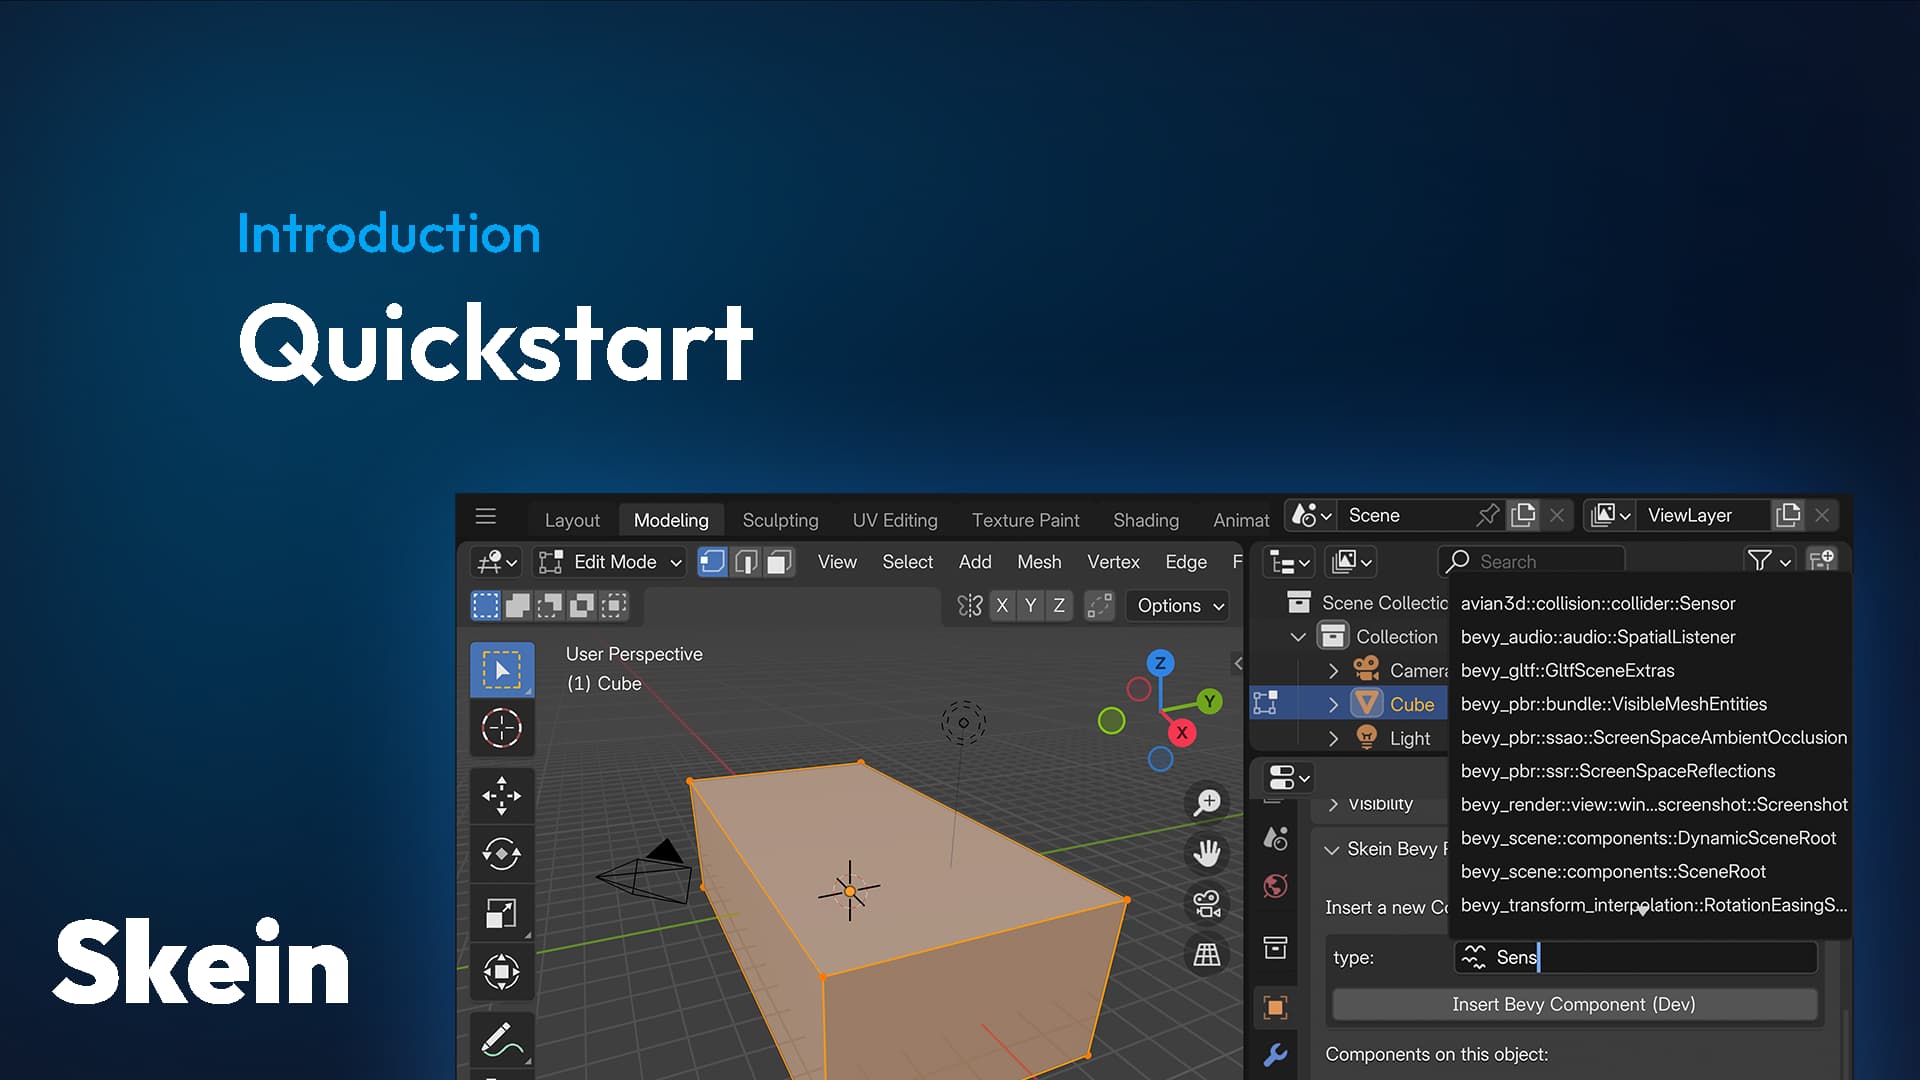 Introduction
Quickstart
Skein
Layout Modeling Sculpting UV Editing Texture Paint Shading Animat Scene ViewLayer
Edit Mode View Select Add Mesh Vertex Edge F Search
X Y Z Options
User Perspective
(1) Cube
Z
Y
X
Scene Collectio
Collection
Camera
Cube
Light
avian3d::collision::collider::Sensor
bevy_audio::audio::SpatialListener
bevy_gltf::GltfSceneExtras
bevy_pbr::bundle::VisibleMeshEntities
bevy_pbr::ssao::ScreenSpaceAmbientOcclusion
bevy_pbr::ssr::ScreenSpaceReflections
bevy_render::view::win...screenshot::Screenshot
bevy_scene::components::DynamicSceneRoot
bevy_scene::components::SceneRoot
bevy_transform_interpolation::RotationEasingS...
Visibility
Skein Bevy
Insert a new Co
type: Sens
Insert Bevy Component (Dev)
Components on this object: